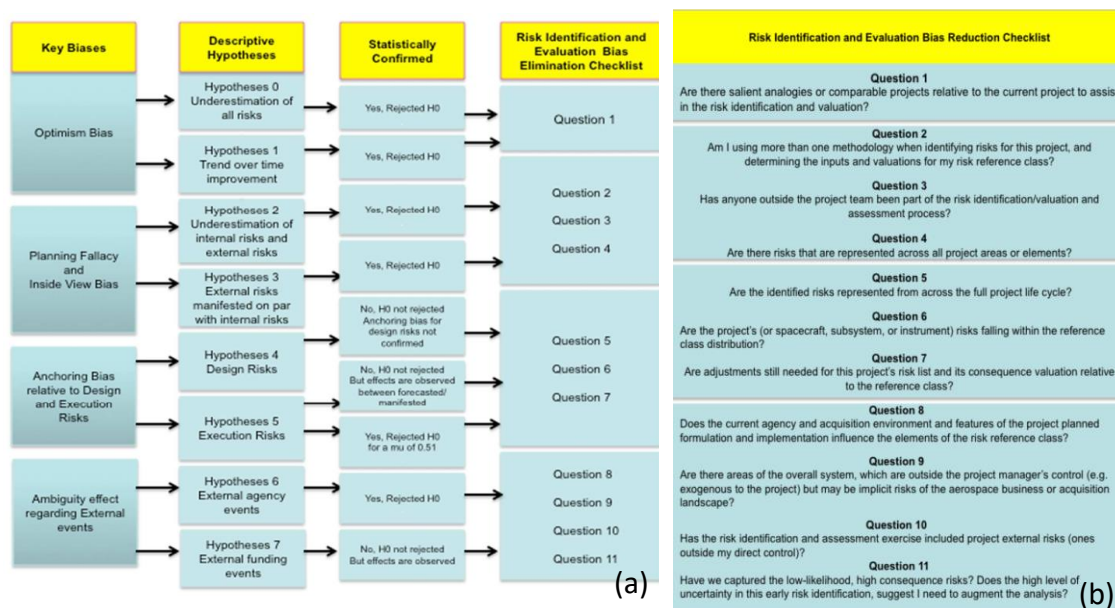 Key Biases
Optimism Bias
Planning Fallacy
and
Inside View Bias
Anchoring Bias
relative to Design
and Execution
Risks
Ambiguity effect
regarding External
events
Descriptive
Hypotheses
Hypotheses 0
Underestimation of
all risks
Hypotheses 1
Trend over time
improvement
Hypotheses 2
Underestimation of
internal risks and
external risks
Hypotheses 3
External risks
manifested on par
with internal risks
Hypotheses 4
Design Risks
Hypotheses 5
Execution Risks
Hypotheses 6
External agency
events
Hypotheses 7
External funding
events
Statistically
Confirmed
Yes, Rejected H0
Yes, Rejected H0
Yes, Rejected H0
Yes, Rejected H0
No, H0 not rejected
Anchoring bias for
design risks not
confirmed
No, H0 not rejected
But effects are observed
between forecasted/
manifested
Yes, Rejected H0
for a mu of 0.51
Yes, Rejected H0
No, H0 not rejected
But effects are observed
Risk Identification and
Evaluation Bias
Elimination Checklist
Question 1
Question 2
Question 3
Question 4
Question 5
Question 6
Question 7
Question 8
Question 9
Question 10
Question 11
(a)
Risk Identification and Evaluation Bias Reduction Checklist
Question 1
Are there salient analogies or comparable projects relative to the current project to assis
in the risk identification and valuation?
Question 2
Am I using more than one methodology when identifying risks for this project, and
determining the inputs and valuations for my risk reference class?
Question 3
Has anyone outside the project team been part of the risk identification/valuation and
assessment process?
Question 4
Are there risks that are represented across all project areas or elements?
Question 5
Are the identified risks represented from across the full project life cycle?
Question 6
Are the project's (or spacecraft, subsystem, or instrument) risks falling within the reference
class distribution?
Question 7
Are adjustments still needed for this project's risk list and its consequence valuation relative
to the reference class?
Question 8
Does the current agency and acquisition environment and features of the project planned
formulation and implementation influence the elements of the risk reference class?
Question 9
Are there areas of the overall system, which are outside the project manager's control (e.g.
exogenous to the project) but may be implicit risks of the aerospace business or acquisition
landscape?
Question 10
Has the risk identification and assessment exercise included project external risks (ones
outside my direct control)?
Question 11
Have we captured the low-likelihood, high consequence risks? Does the high level of
uncertainty in this early risk identification, suggest I need to augment the analysis?
(b)